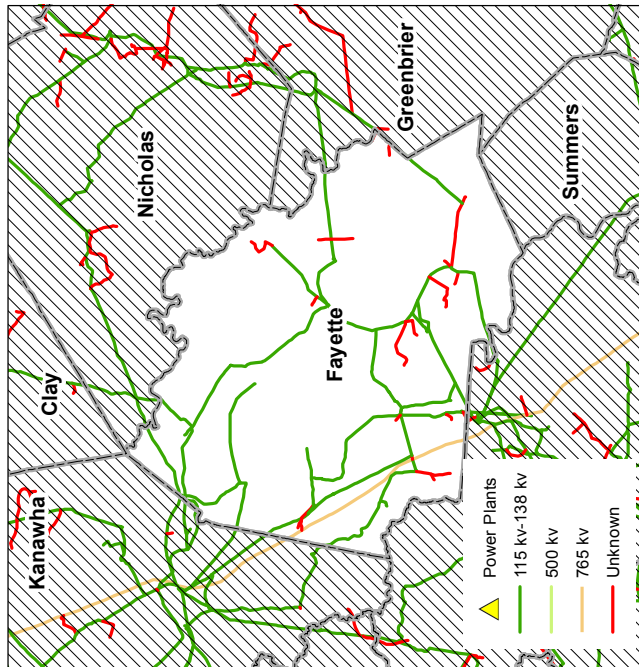 Kanawha
Clay
Nicholas
Greenbrier
Fayette
Summers
Power Plants
115 kv-138 kv
500 kv
765 kv
Unknown